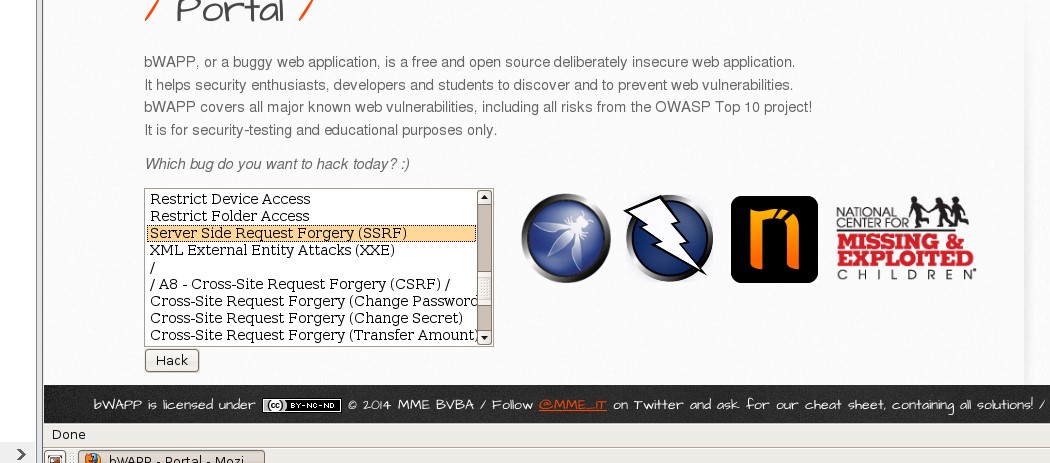 / Portal /
bWAPP, or a buggy web application, is a free and open source deliberately insecure web application.
It helps security enthusiasts, developers and students to discover and to prevent web vulnerabilities.
bWAPP covers all major known web vulnerabilities, including all risks from the OWASP Top 10 project!
It is for security-testing and educational purposes only.
Which bug do you want to hack today? :)
Restrict Device Access
Restrict Folder Access
Server Side Request Forgery (SSRF)
XML External Entity Attacks (XXE)
/
/ A8 - Cross-Site Request Forgery (CSRF) /
Cross-Site Request Forgery (Change Password
Cross-Site Request Forgery (Change Secret)
Cross-Site Request Forgery (Transfer Amount)
Hack
n
NATIONAL
CENTER FOR
MISSING &
EXPLOITED
CHILDREN®
bWAPP is licensed under (cc) BY-NC-ND © 2014 MME BVBA / Follow @MME_IT on Twitter and ask for our cheat sheet, containing all solutions! /
Done
bWAPP - Portal - Mozi